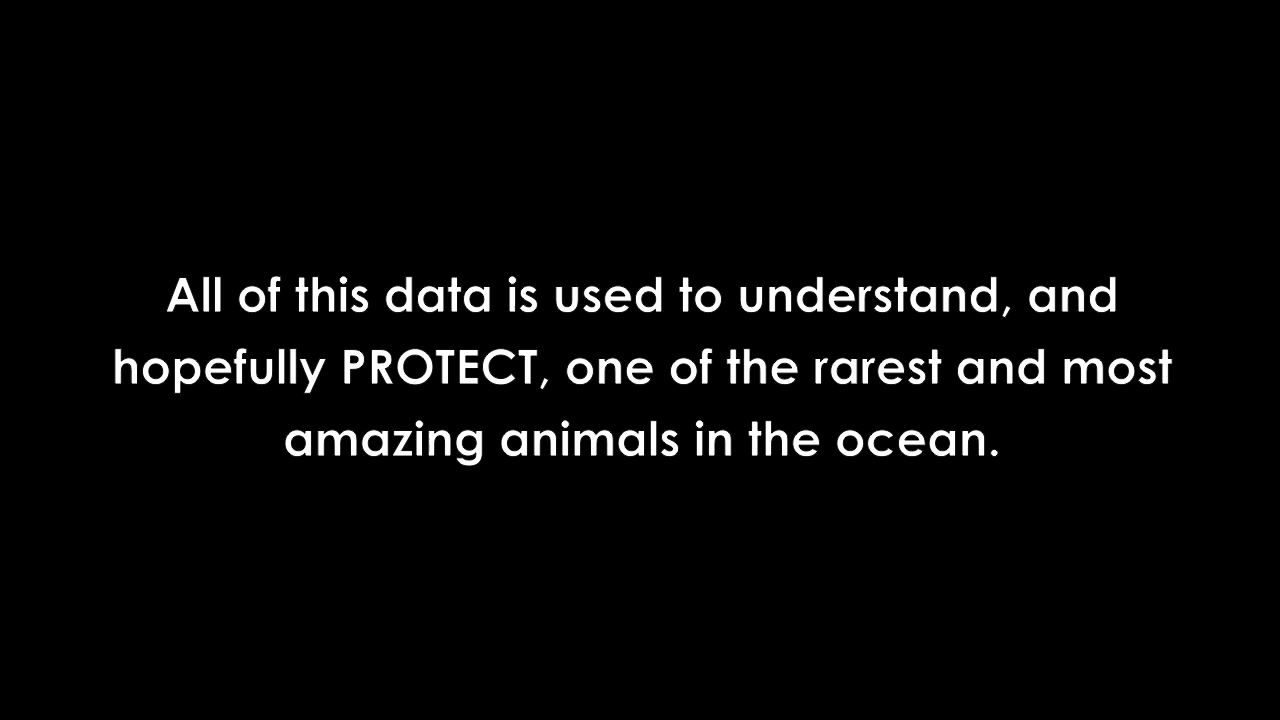 All of this data is used to understand, and
hopefully PROTECT, one of the rarest and most
amazing animals in the ocean.